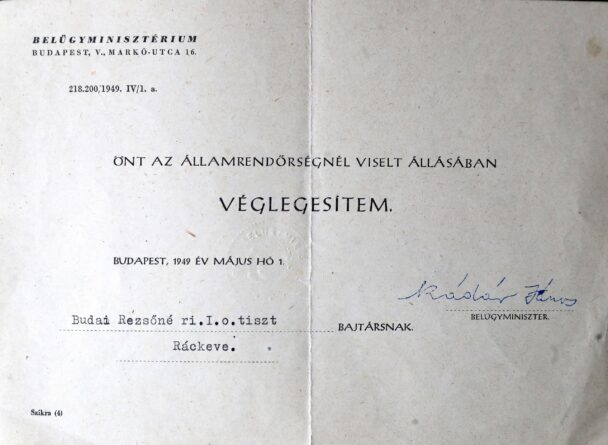 BELÜGYMINISZTÉRIUM
BUDAPEST, V., MARKÓ-UTCA 16.
218.200/1949. IV/1. a.
ÖNT AZ ÁLLAMRENDŐRSÉGNÉL VISELT ÁLLÁSÁBAN
VÉGLEGESÍTEM.
BUDAPEST, 1949 ÉV MÁJUS HÓ 1.
Kádár János
BELÜGYMINISZTER.
Budai Rezsőné ri.I.o.tiszt BAJTÁRSNAK.
Ráckeve.
Szikra (4)